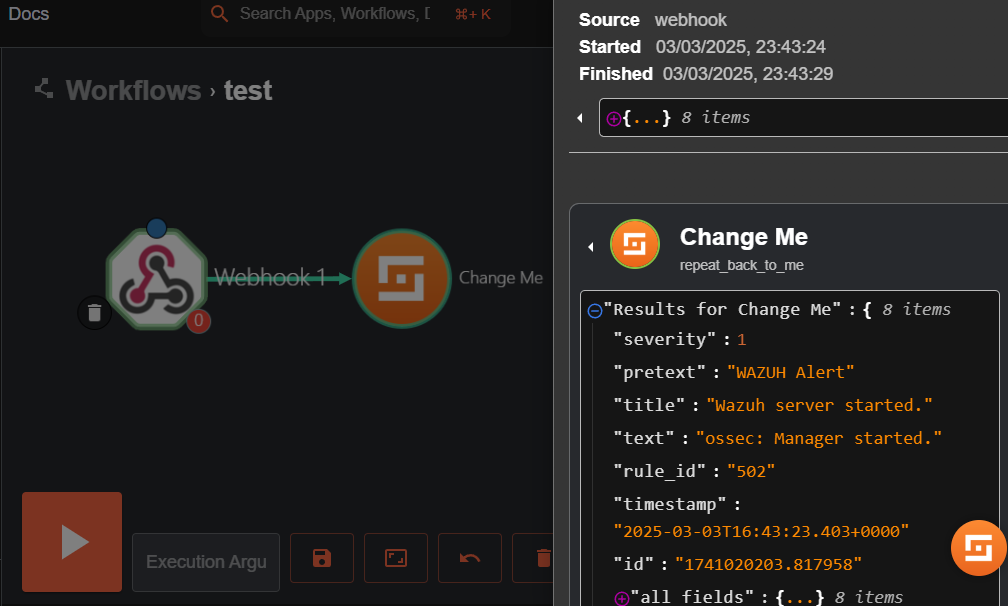 Docs
Search Apps, Workflows, D
⌘+ K
Workflows › test
Webhook 1
Change Me
0
Execution Argu
Source webhook
Started 03/03/2025, 23:43:24
Finished 03/03/2025, 23:43:29
{...} 8 items
Change Me
repeat_back_to_me
"Results for Change Me" : { 8 items
"severity" : 1
"pretext" : "WAZUH Alert"
"title" : "Wazuh server started."
"text" : "ossec: Manager started."
"rule_id" : "502"
"timestamp" :
"2025-03-03T16:43:23.403+0000"
"id" : "1741020203.817958"
"all_fields" : {...} 8 items